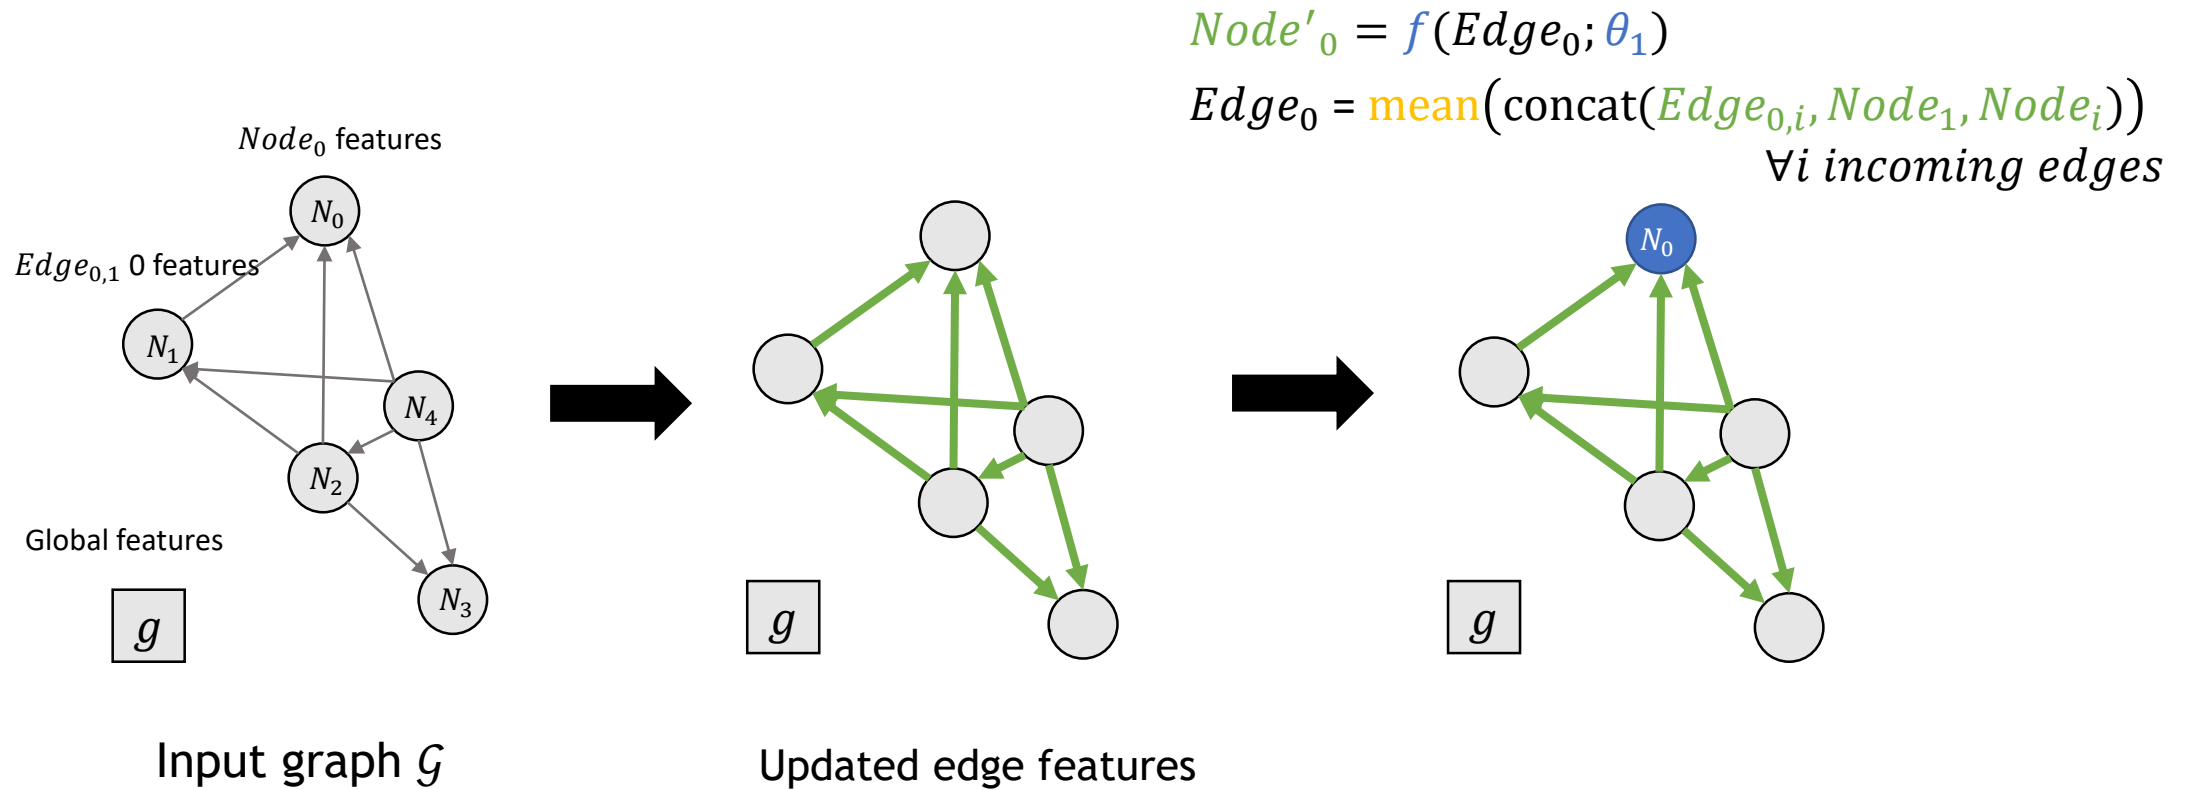 Node'₀ = f(Edge₀; θ₁)
Edge₀ = mean(concat(Edge₀,ᵢ, Node₁, Nodeᵢ))
∀i incoming edges
Node₀ features
N₀
Edge₀,₁ 0 features
N₁
N₄
N₂
N₃
Global features
g
Input graph 𝒢
g
Updated edge features
N₀
g